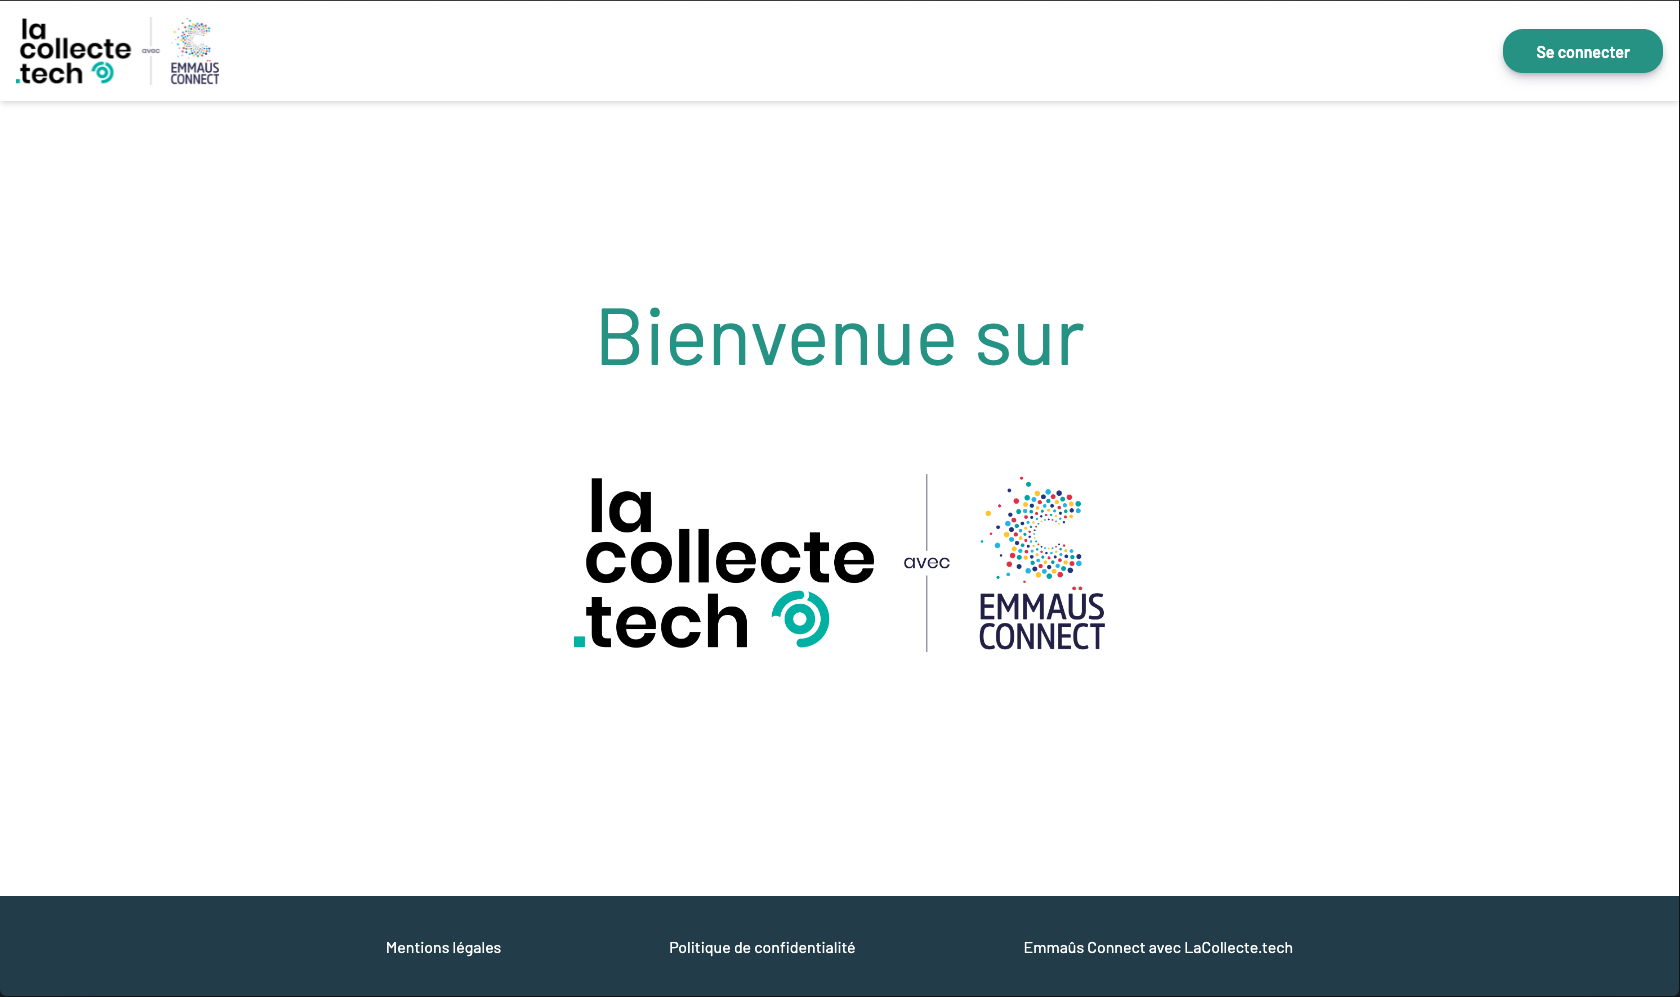 la
collecte
.tech
avec
EMMAÜS
CONNECT
Se connecter
Bienvenue sur
la
collecte
.tech
avec
EMMAÜS
CONNECT
Mentions légales
Politique de confidentialité
Emmaûs Connect avec LaCollecte.tech